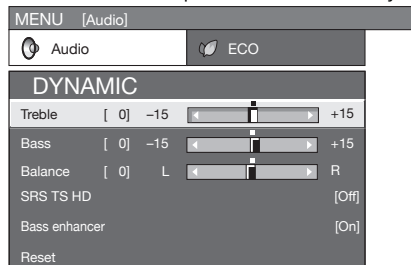 MENU [Audio]
Audio ECO
DYNAMIC
Treble [ 0] –15 +15
Bass [ 0] –15 +15
Balance [ 0] L R
SRS TS HD [Off]
Bass enhancer [On]
Reset